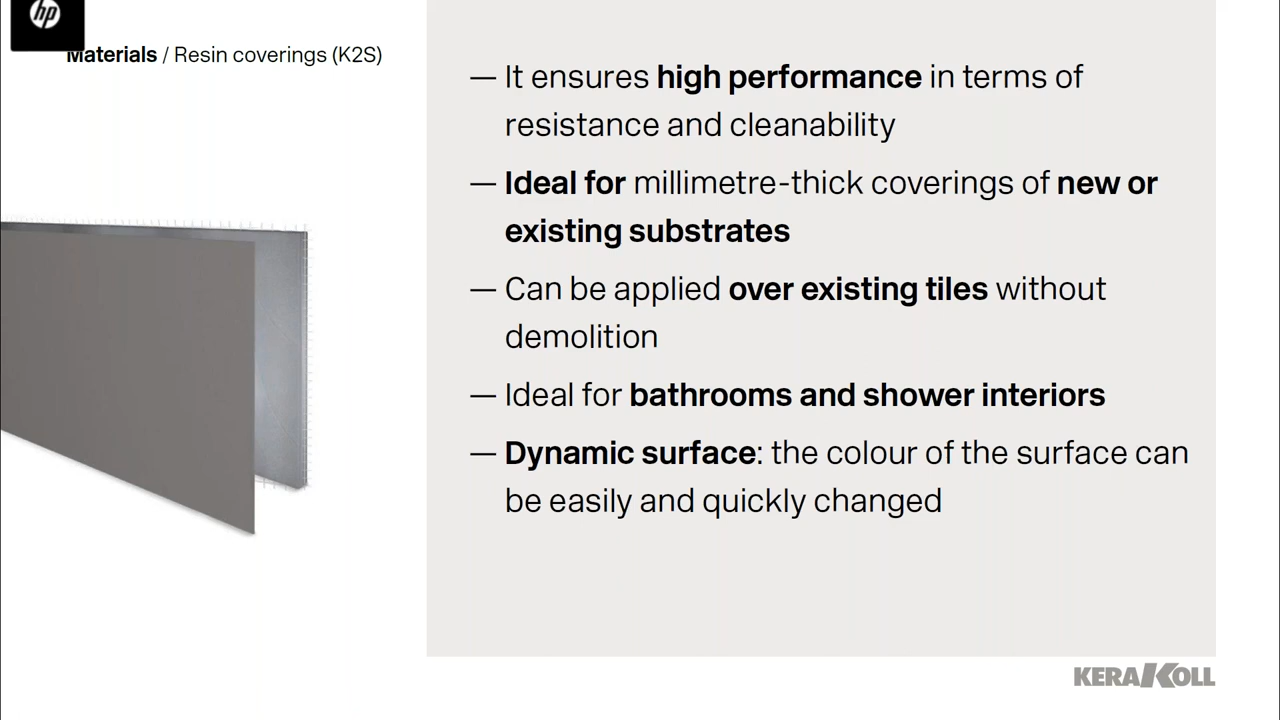 hp
Materials / Resin coverings (K2S)
— It ensures high performance in terms of
resistance and cleanability
— Ideal for millimetre-thick coverings of new or
existing substrates
— Can be applied over existing tiles without
demolition
— Ideal for bathrooms and shower interiors
— Dynamic surface: the colour of the surface can
be easily and quickly changed
KERAKOLL